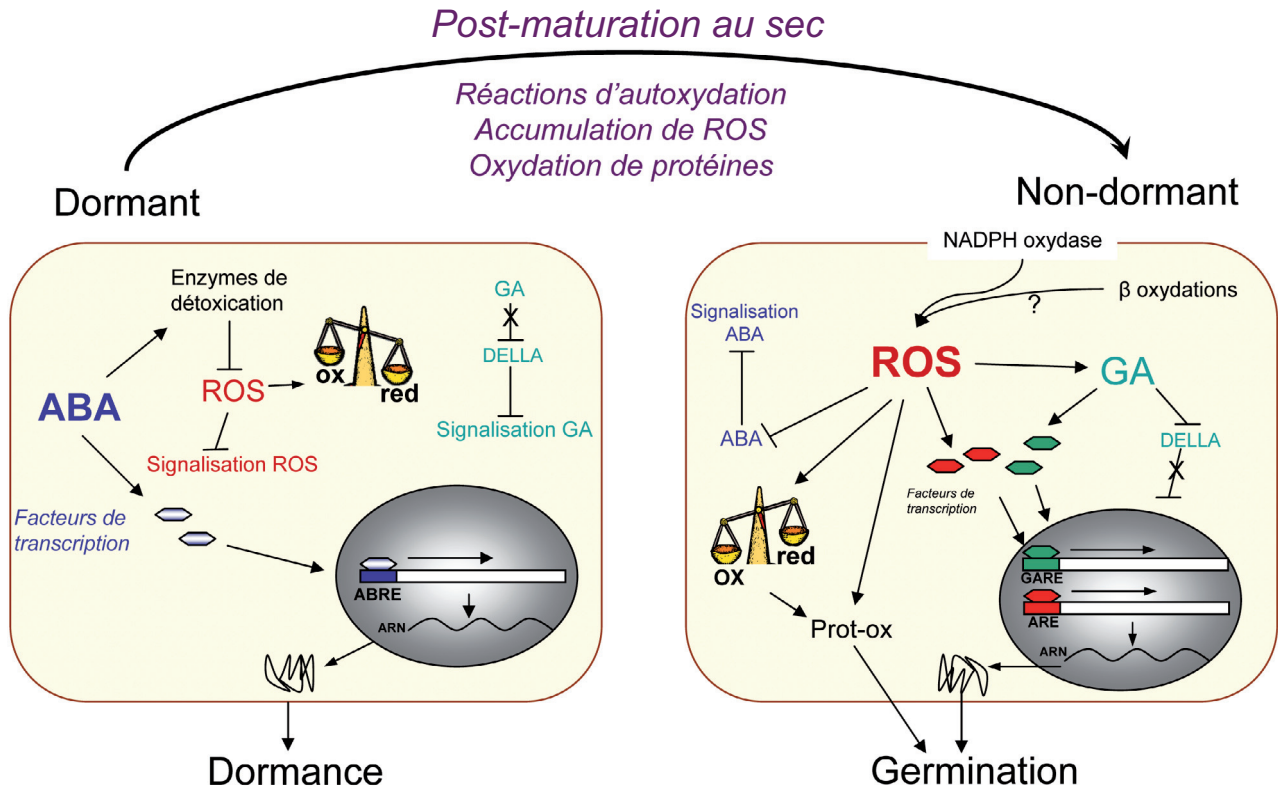 Post-maturation au sec
Réactions d'autoxydation
Accumulation de ROS
Oxydation de protéines
Dormant
Non-dormant
Enzymes de
détoxication
ABA
ROS
Signalisation ROS
ox
red
GA
X
DELLA
Signalisation GA
Facteurs de
transcription
ABRE
ARN
Dormance
NADPH oxydase
?
β oxydations
Signalisation
ABA
ROS
GA
ABA
DELLA
X
Facteurs de
transcription
ox
red
Prot-ox
GARE
ARE
ARN
Germination